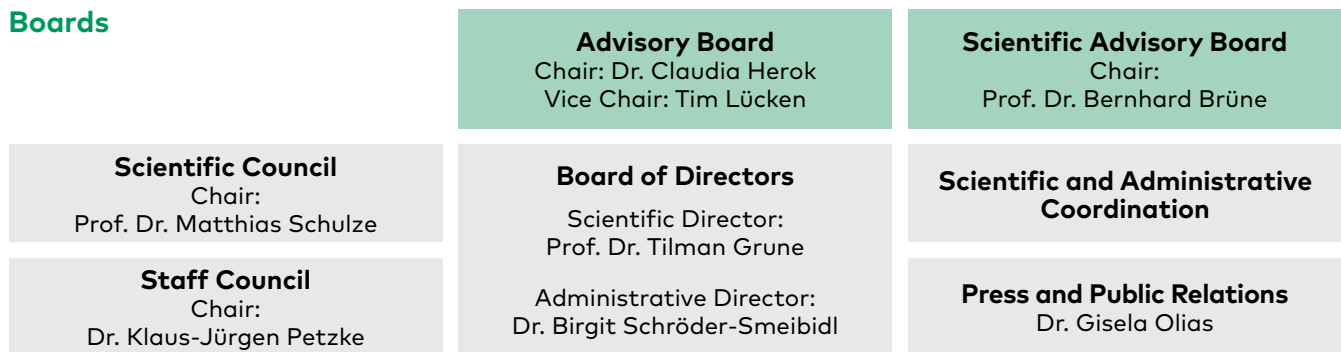 Boards
Advisory Board
Chair: Dr. Claudia Herok
Vice Chair: Tim Lücken
Scientific Advisory Board
Chair:
Prof. Dr. Bernhard Brüne
Scientific Council
Chair:
Prof. Dr. Matthias Schulze
Staff Council
Chair:
Dr. Klaus-Jürgen Petzke
Board of Directors
Scientific Director:
Prof. Dr. Tilman Grune
Administrative Director:
Dr. Birgit Schröder-Smeibidl
Scientific and Administrative
Coordination
Press and Public Relations
Dr. Gisela Olias